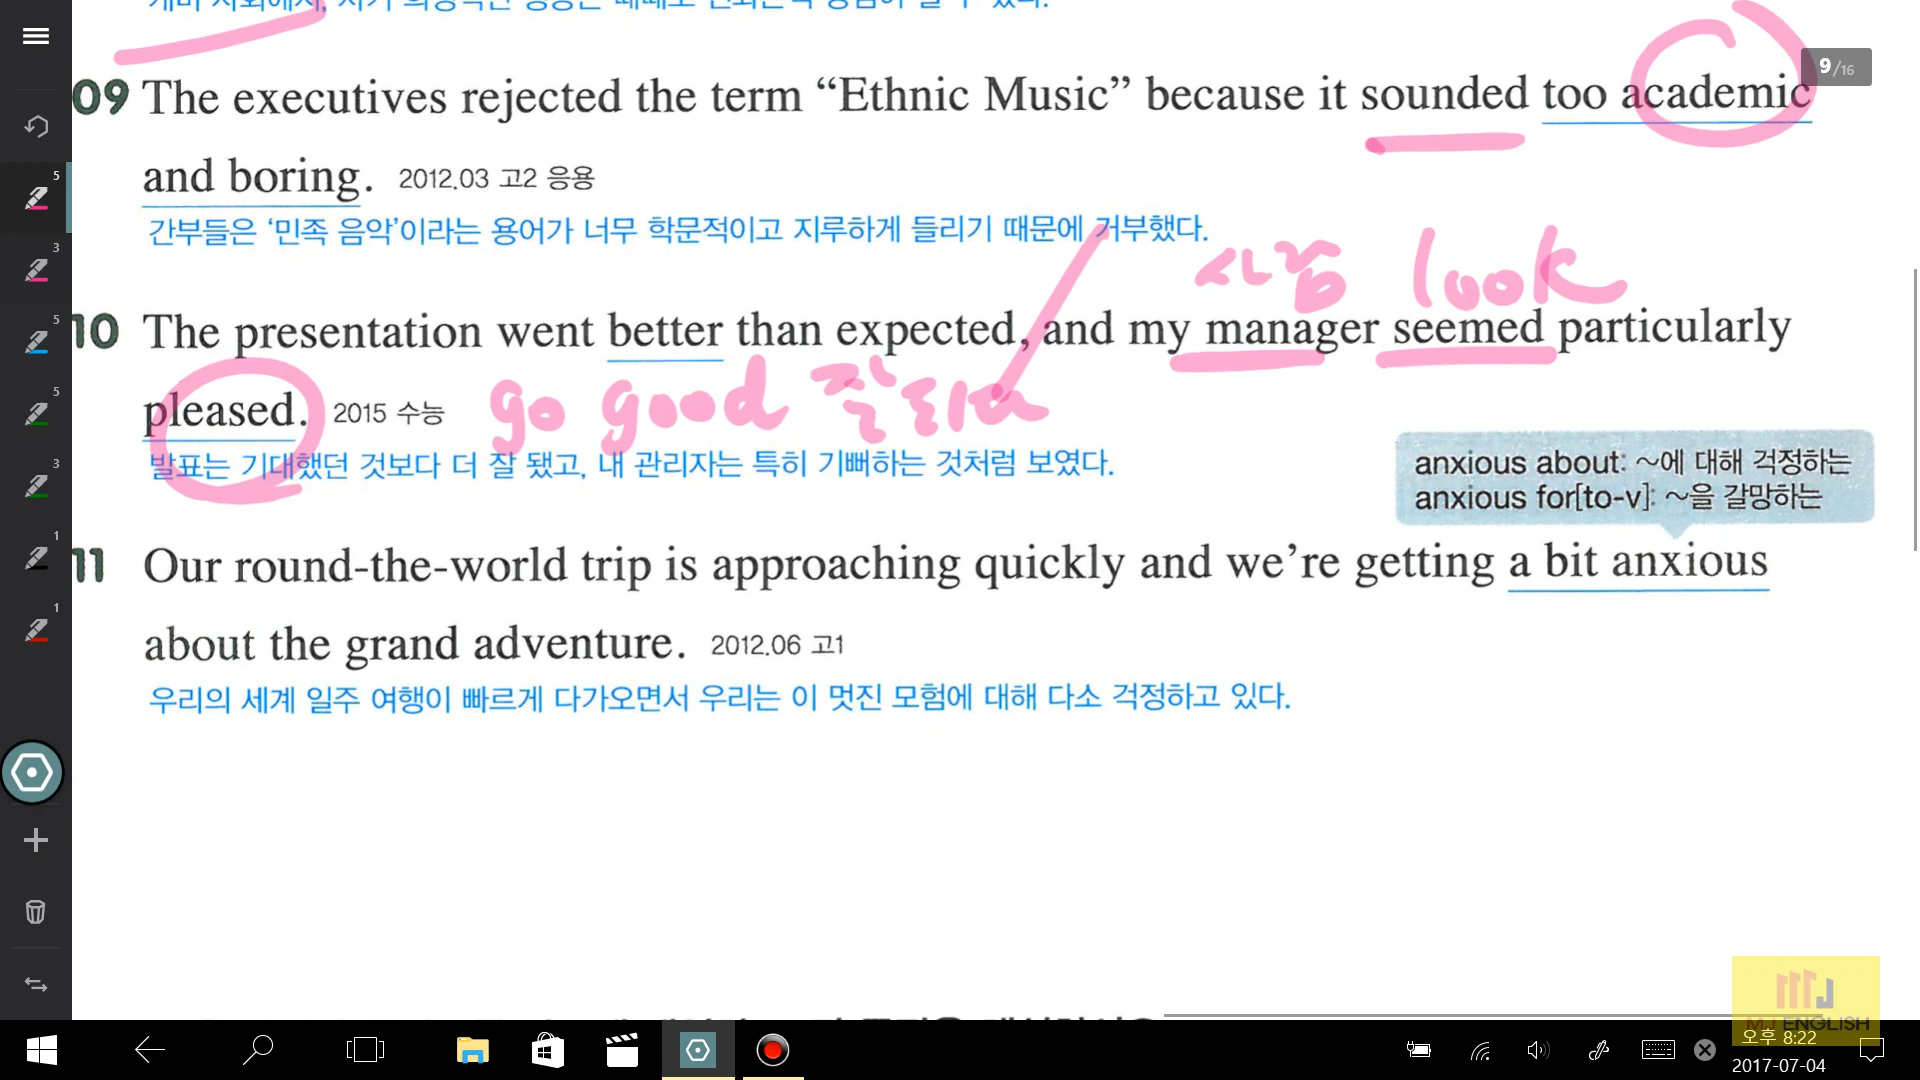 09 The executives rejected the term “Ethnic Music” because it sounded too academic
9/16
and boring. 2012.03 고2 응용
간부들은 ‘민족 음악’이라는 용어가 너무 학문적이고 지루하게 들리기 때문에 거부했다.
사람 look
10 The presentation went better than expected, and my manager seemed particularly
pleased. 2015 수능
go good 잘 되다
발표는 기대했던 것보다 더 잘 됐고, 내 관리자는 특히 기뻐하는 것처럼 보였다.
anxious about: ~에 대해 걱정하는
anxious for[to-v]: ~을 갈망하는
11 Our round-the-world trip is approaching quickly and we’re getting a bit anxious
about the grand adventure. 2012.06 고1
우리의 세계 일주 여행이 빠르게 다가오면서 우리는 이 멋진 모험에 대해 다소 걱정하고 있다.
5
3
5
5
3
1
1
MJ ENGLISH
오후 8:22
2017-07-04